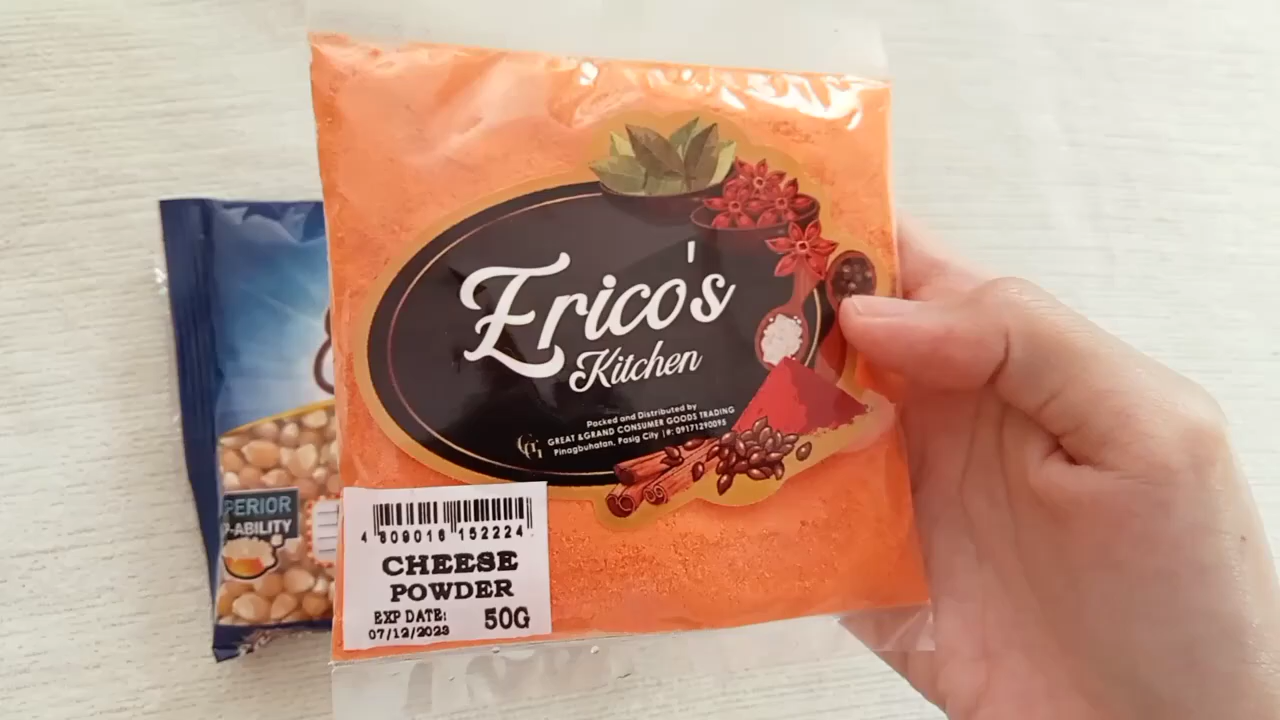 Erico's
Kitchen
Packed and Distributed by
GREAT &GRAND CONSUMER GOODS TRADING
Pinagbuhatan, Pasig City | #: 09171290095
PERIOR
-ABILITY
4 809016 152224
CHEESE
POWDER
EXP DATE: 50G
07/12/2023